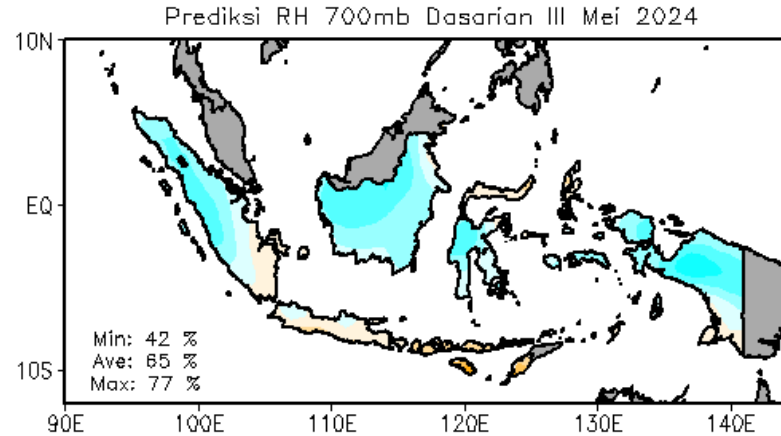 Prediksi RH 700mb Dasarian III Mei 2024
10N
EQ
10S
Min: 42 %
Ave: 65 %
Max: 77 %
90E 100E 110E 120E 130E 140E